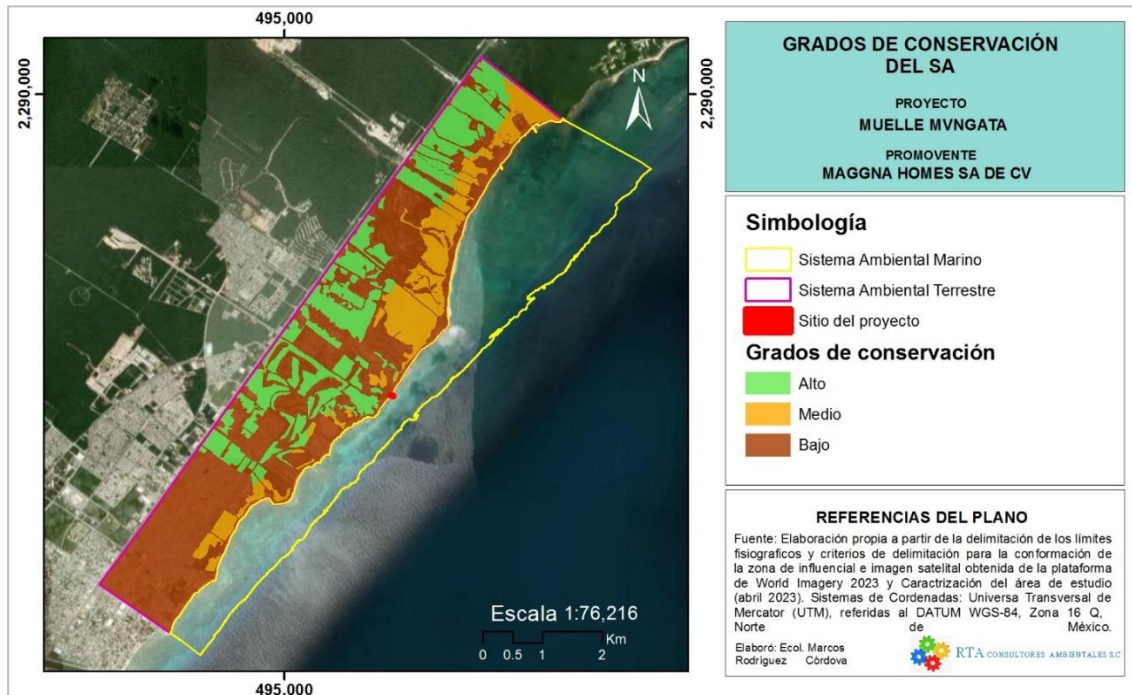 495,000
2,290,000
N
2,290,000
Escala 1:76,216
Km
0 0.5 1 2
495,000
GRADOS DE CONSERVACIÓN
DEL SA
PROYECTO
MUELLE MVNGATA
PROMOVENTE
MAGGNA HOMES SA DE CV
Simbología
Sistema Ambiental Marino
Sistema Ambiental Terrestre
Sitio del proyecto
Grados de conservación
Alto
Medio
Bajo
REFERENCIAS DEL PLANO
Fuente: Elaboración propia a partir de la delimitación de los límites
fisiograficos y criterios de delimitación para la conformación de
la zona de influencial e imagen satelital obtenida de la plataforma
de World Imagery 2023 y Caractrización del área de estudio
(abril 2023). Sistemas de Cordenadas: Universa Transversal de
Mercator (UTM), referidas al DATUM WGS-84, Zona 16 Q,
Norte de México.
Elaboró: Ecol. Marcos
Rodríguez Còrdova
RTA CONSULTORES AMBIENTALES S.C